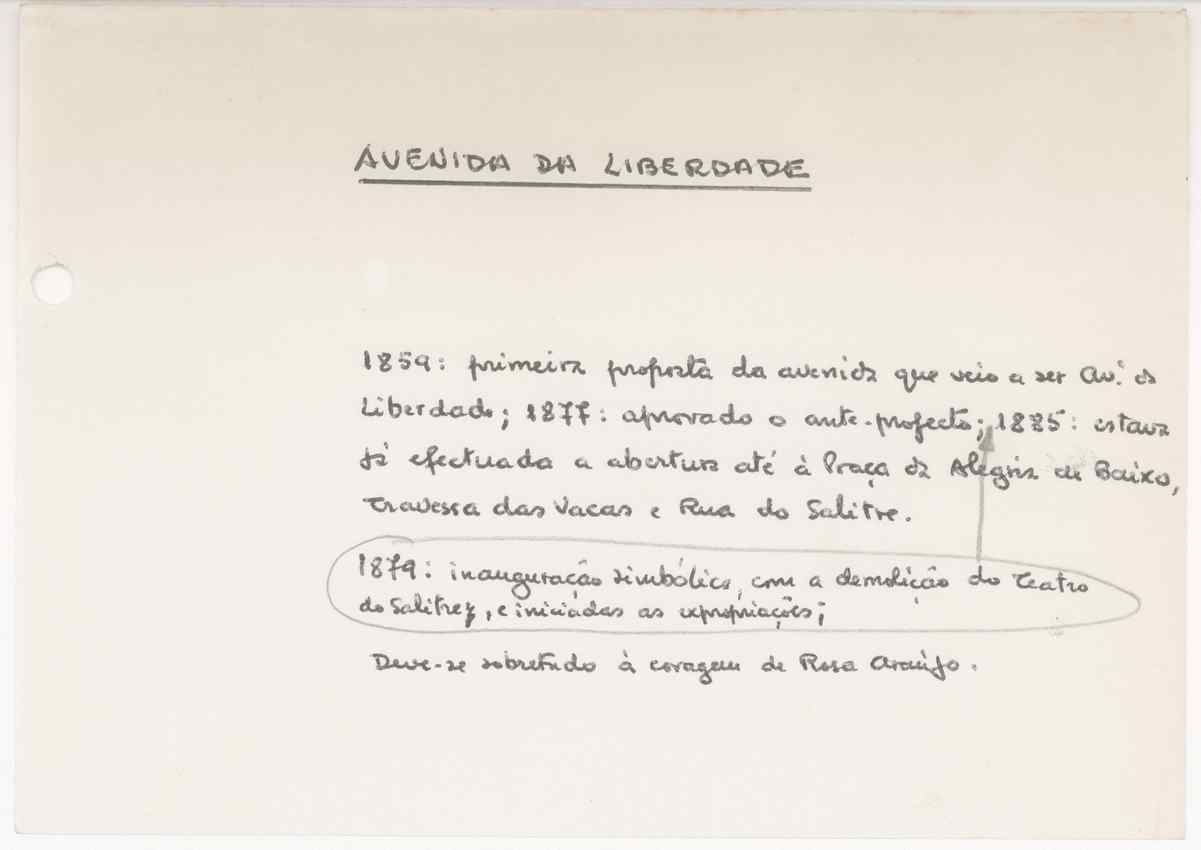 AVENIDA DA LIBERDADE
1859: primeira proposta da avenida que veio a ser Av. da
Liberdade; 1877: aprovado o ante-projecto; 1885: estava
já efectuada a abertura até à Praça da Alegria de Baixo,
Travessa das Vacas e Rua do Salitre.
1879: inauguração simbólica, com a demolição do Teatro
do Salitre, e iniciadas as expropriações;
Deve-se sobretudo à coragem de Rosa Araújo.